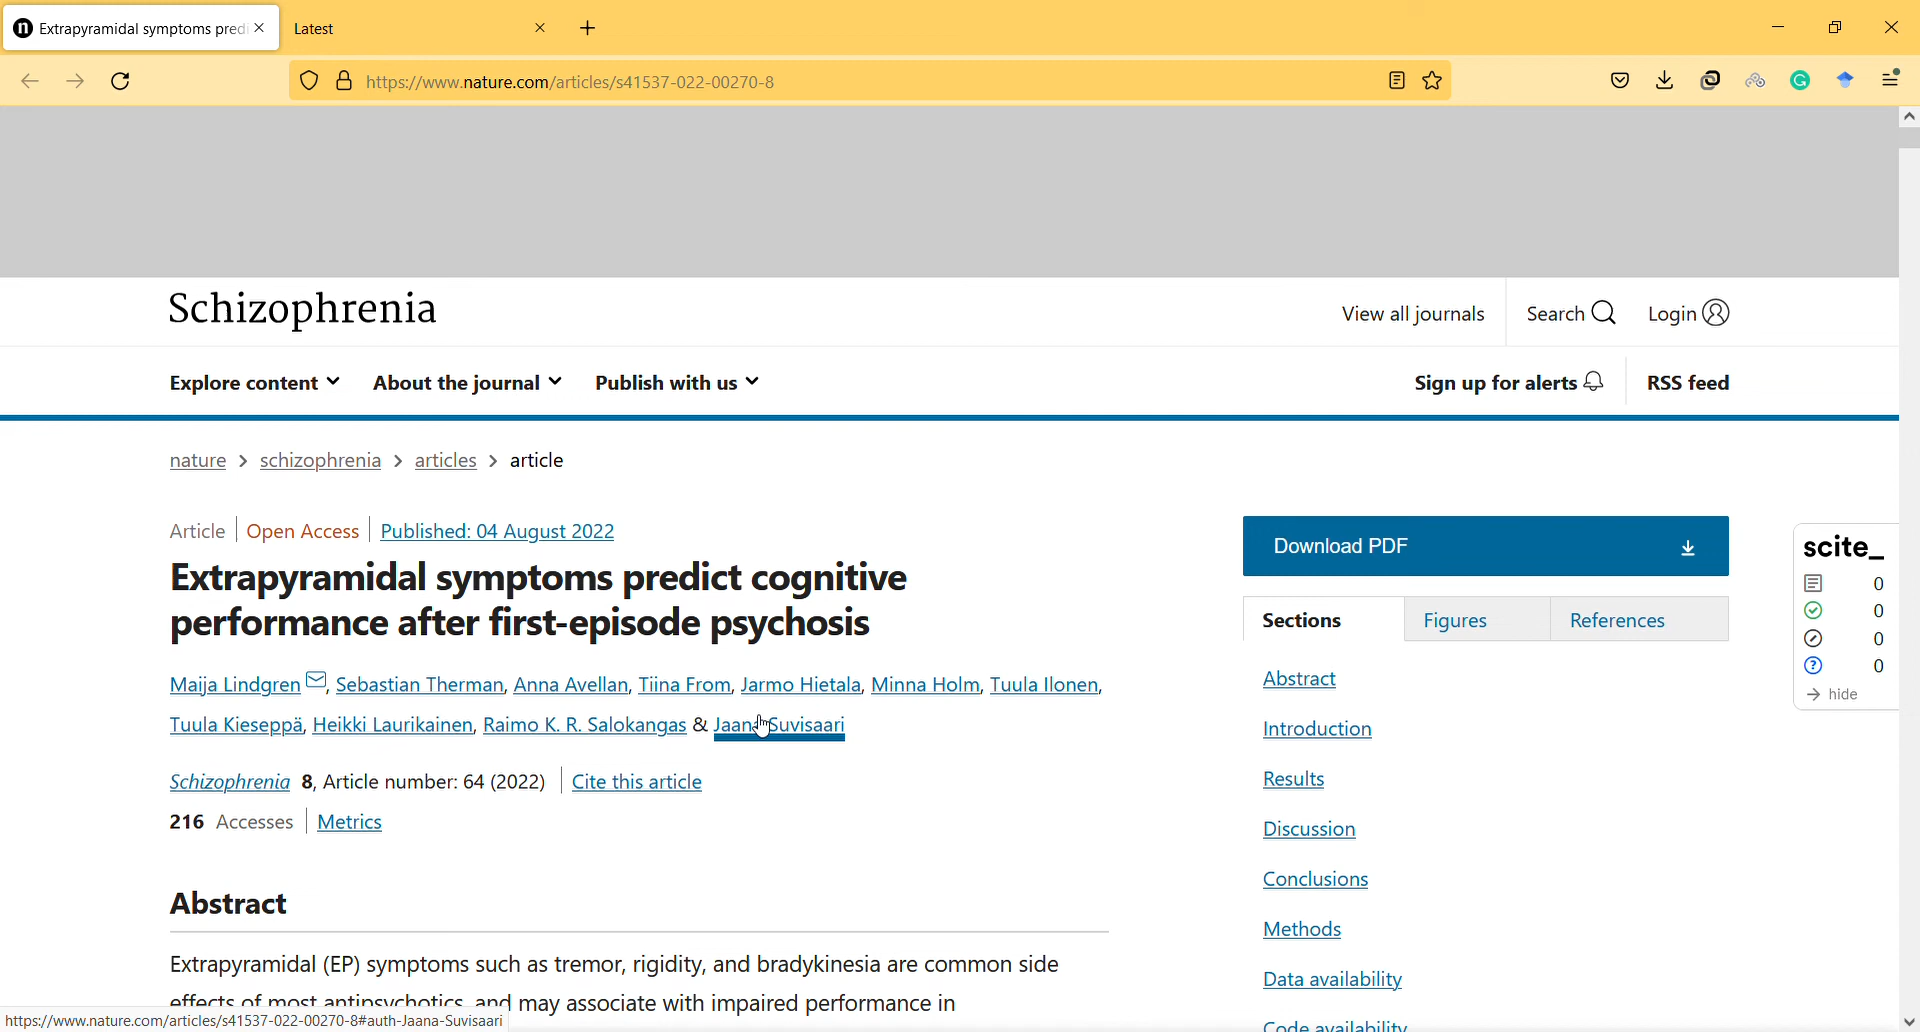 Extrapyramidal symptoms pred
Latest
https://www.nature.com/articles/s41537-022-00270-8
Schizophrenia
View all journals
Search
Login
Explore content
About the journal
Publish with us
Sign up for alerts
RSS feed
nature > schizophrenia > articles > article
Article | Open Access | Published: 04 August 2022
Extrapyramidal symptoms predict cognitive
performance after first-episode psychosis
Maija Lindgren, Sebastian Therman, Anna Avellan, Tiina From, Jarmo Hietala, Minna Holm, Tuula Ilonen,
Tuula Kieseppä, Heikki Laurikainen, Raimo K. R. Salokangas & Jaana Suvisaari
Schizophrenia 8, Article number: 64 (2022) | Cite this article
216 Accesses | Metrics
Abstract
Extrapyramidal (EP) symptoms such as tremor, rigidity, and bradykinesia are common side
effects of most antipsychotics, and may associate with impaired performance in
https://www.nature.com/articles/s41537-022-00270-8#auth-Jaana-Suvisaari
Download PDF
Sections
Figures
References
Abstract
Introduction
Results
Discussion
Conclusions
Methods
Data availability
Code availability
scite_
0
0
0
0
hide